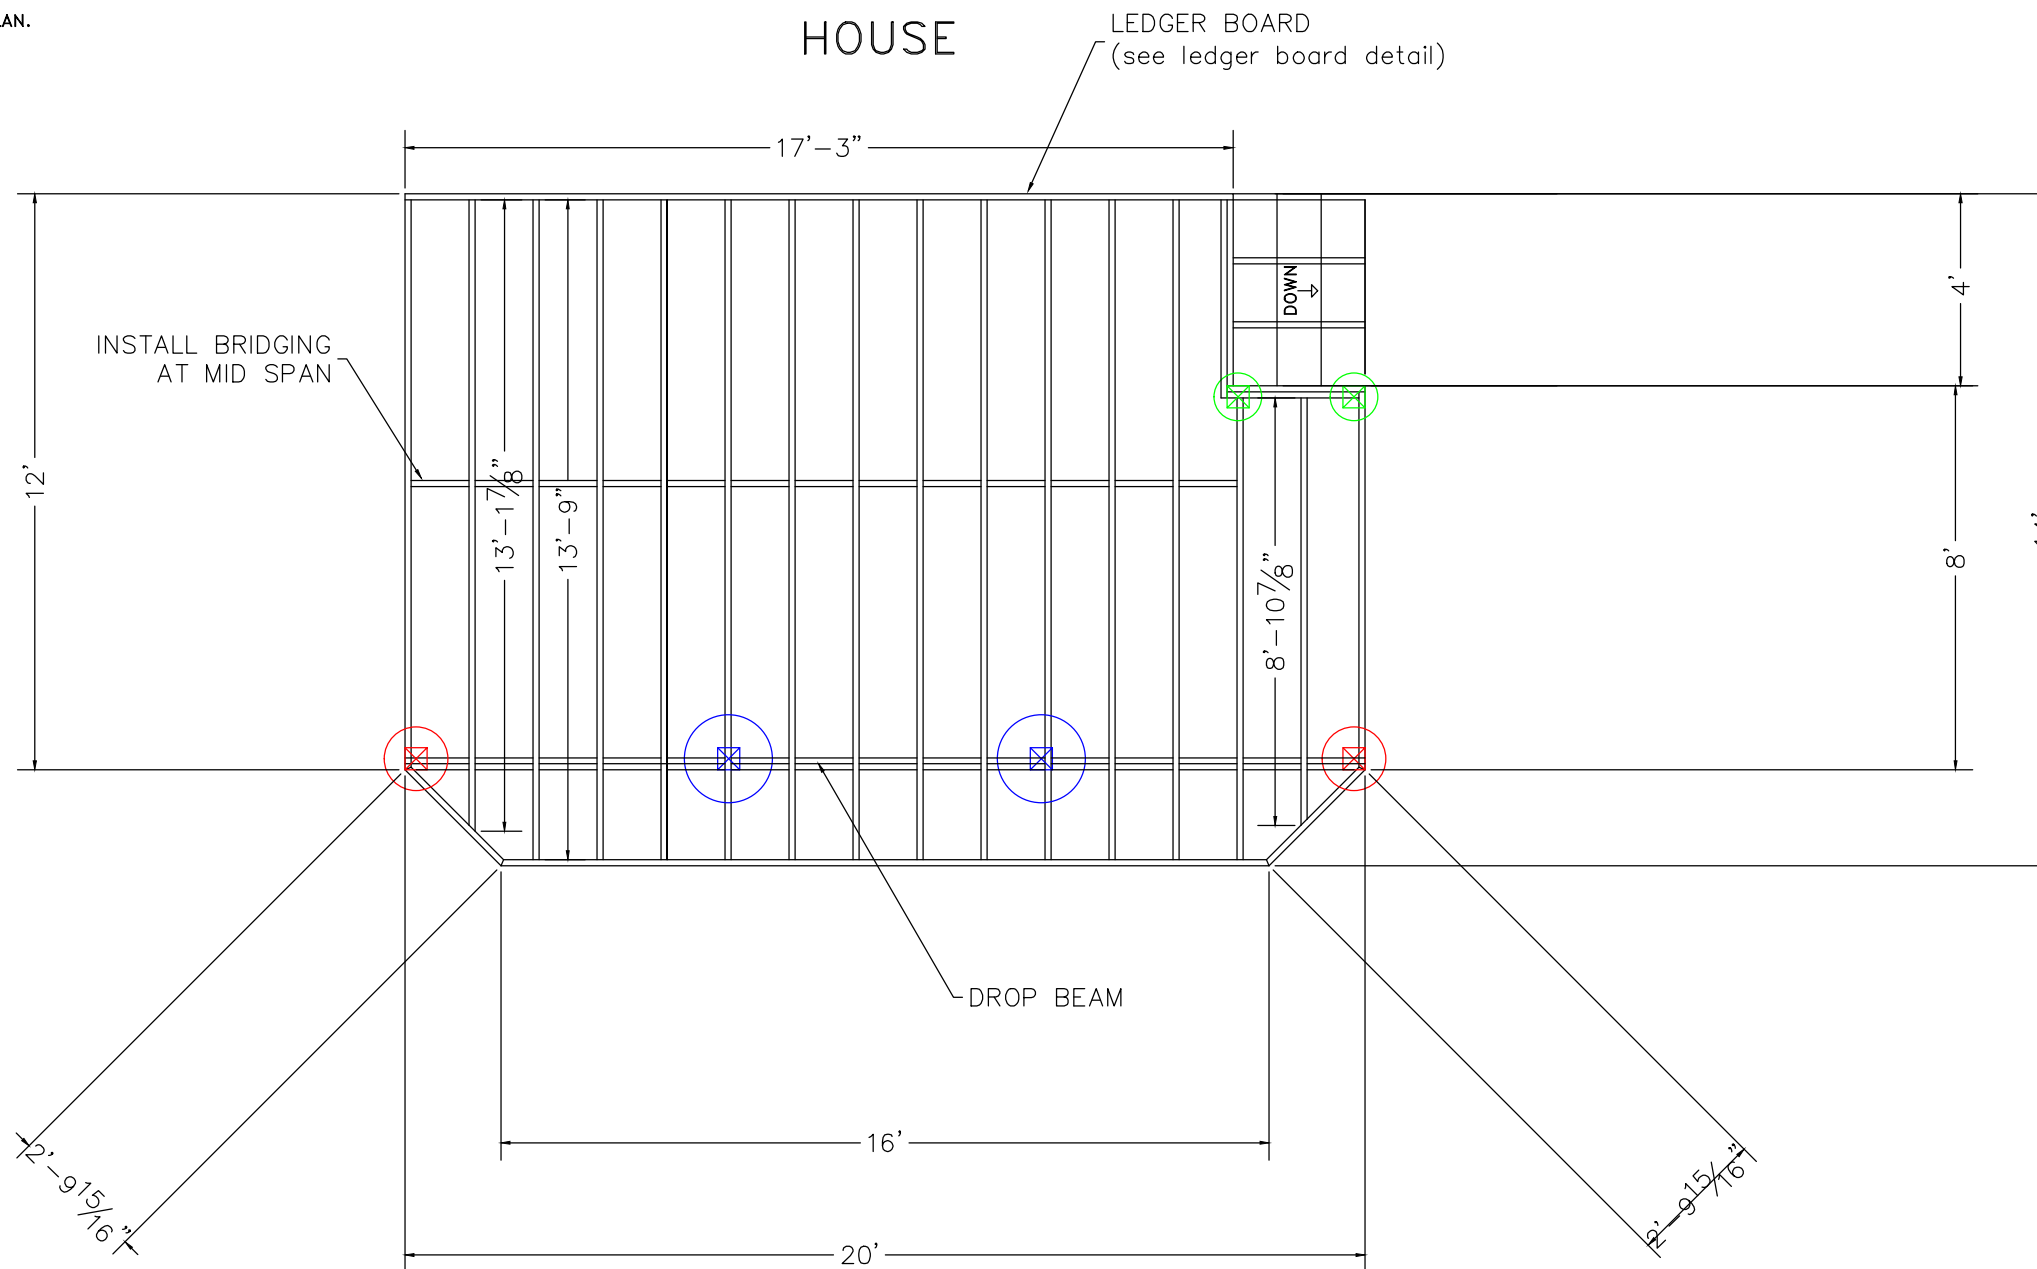 LAN.
HOUSE
LEDGER BOARD
(see ledger board detail)
17'-3"
DOWN
4'
INSTALL BRIDGING
AT MID SPAN
12'
13'-1 7/8"
13'-9"
8'-10 7/8"
8'
DROP BEAM
16'
2'-9 15/16"
2'-9 15/16"
20'